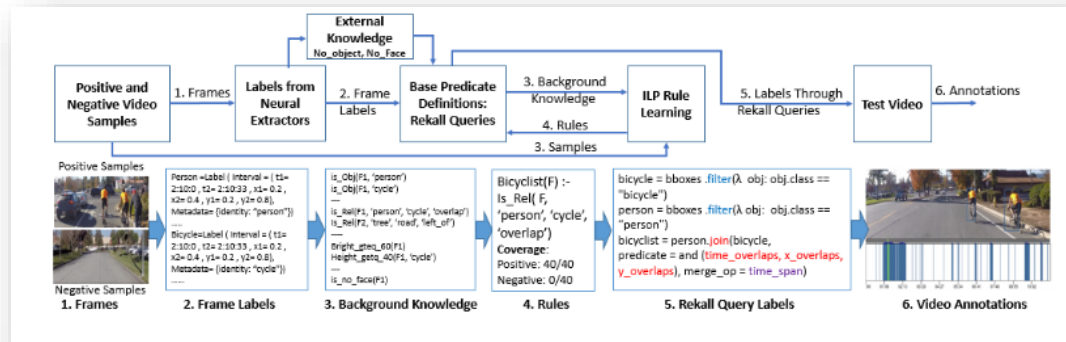 External
Knowledge
No_object, No_Face
Positive and
Negative Video
Samples
1. Frames
Labels from
Neural
Extractors
2. Frame
Labels
Base Predicate
Definitions:
Rekall Queries
3. Background
Knowledge
4. Rules
3. Samples
ILP Rule
Learning
5. Labels Through
Rekall Queries
Test Video
6. Annotations
Positive Samples
Negative Samples
1. Frames
Person =Label ( Interval = ( t1=
2:10:0 , t2= 2:10:33 , x1= 0.2 ,
x2= 0.4 , y1= 0.2 , y2= 0.8),
Metadata= {identity: "person"})
......
Bicycle=Label ( Interval = ( t1=
2:10:0 , t2= 2:10:33 , x1= 0.2 ,
x2= 0.4 , y1= 0.2 , y2= 0.8),
Metadata= {identity: "cycle"})
......
2. Frame Labels
is_Obj(F1, 'person')
is_Obj(F1, 'cycle')
----
is_Rel(F1, 'person', 'cycle', 'overlap')
Is_Rel(F2, 'tree', 'road', 'left_of')
----
Bright_gteq_60(F1)
Height_getq_40(F1, 'cycle')
----
is_no_face(F1)
3. Background Knowledge
Bicyclist(F) :-
Is_Rel( F,
'person', 'cycle',
'overlap')
Coverage:
Positive: 40/40
Negative: 0/40
4. Rules
bicycle = bboxes .filter(λ obj: obj.class ==
"bicycle")
person = bboxes .filter(λ obj: obj.class ==
"person")
bicyclist = person.join(bicycle,
predicate = and (time_overlaps, x_overlaps,
y_overlaps), merge_op = time_span)
5. Rekall Query Labels
6. Video Annotations